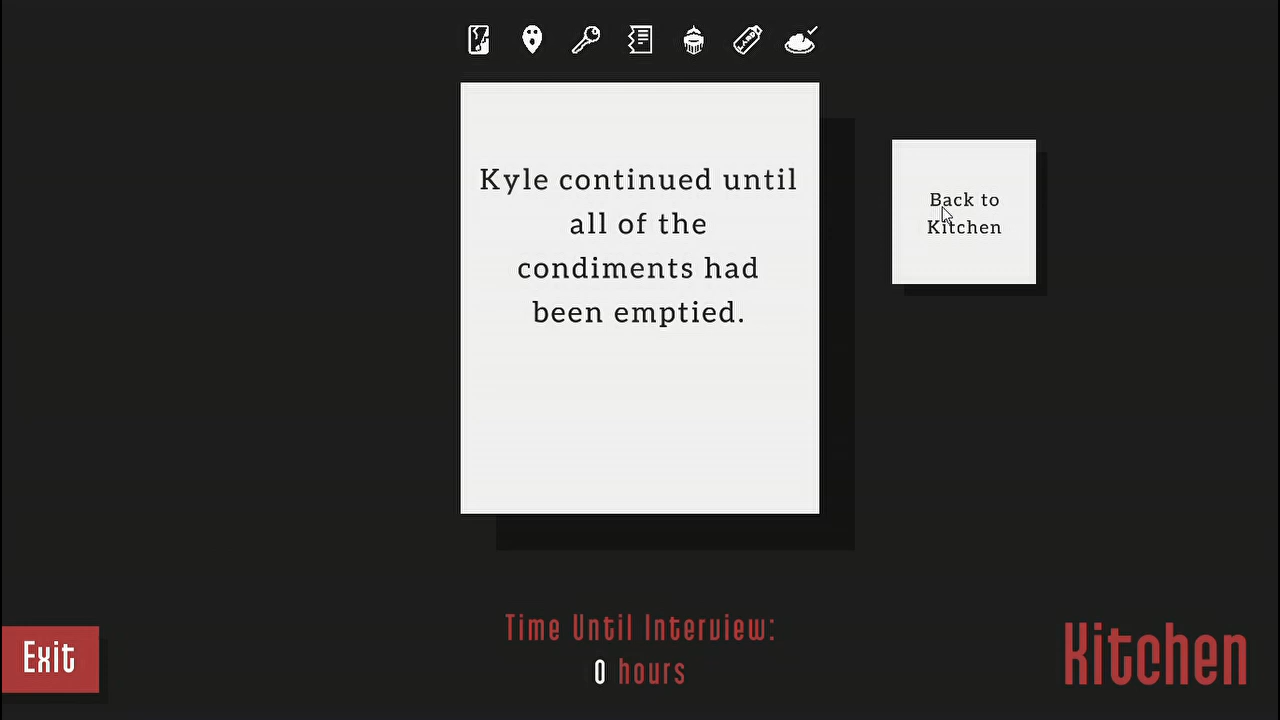 Kyle continued until
all of the
condiments had
been emptied.
Back to
Kitchen
Time Until Interview:
0 hours
Exit
Kitchen